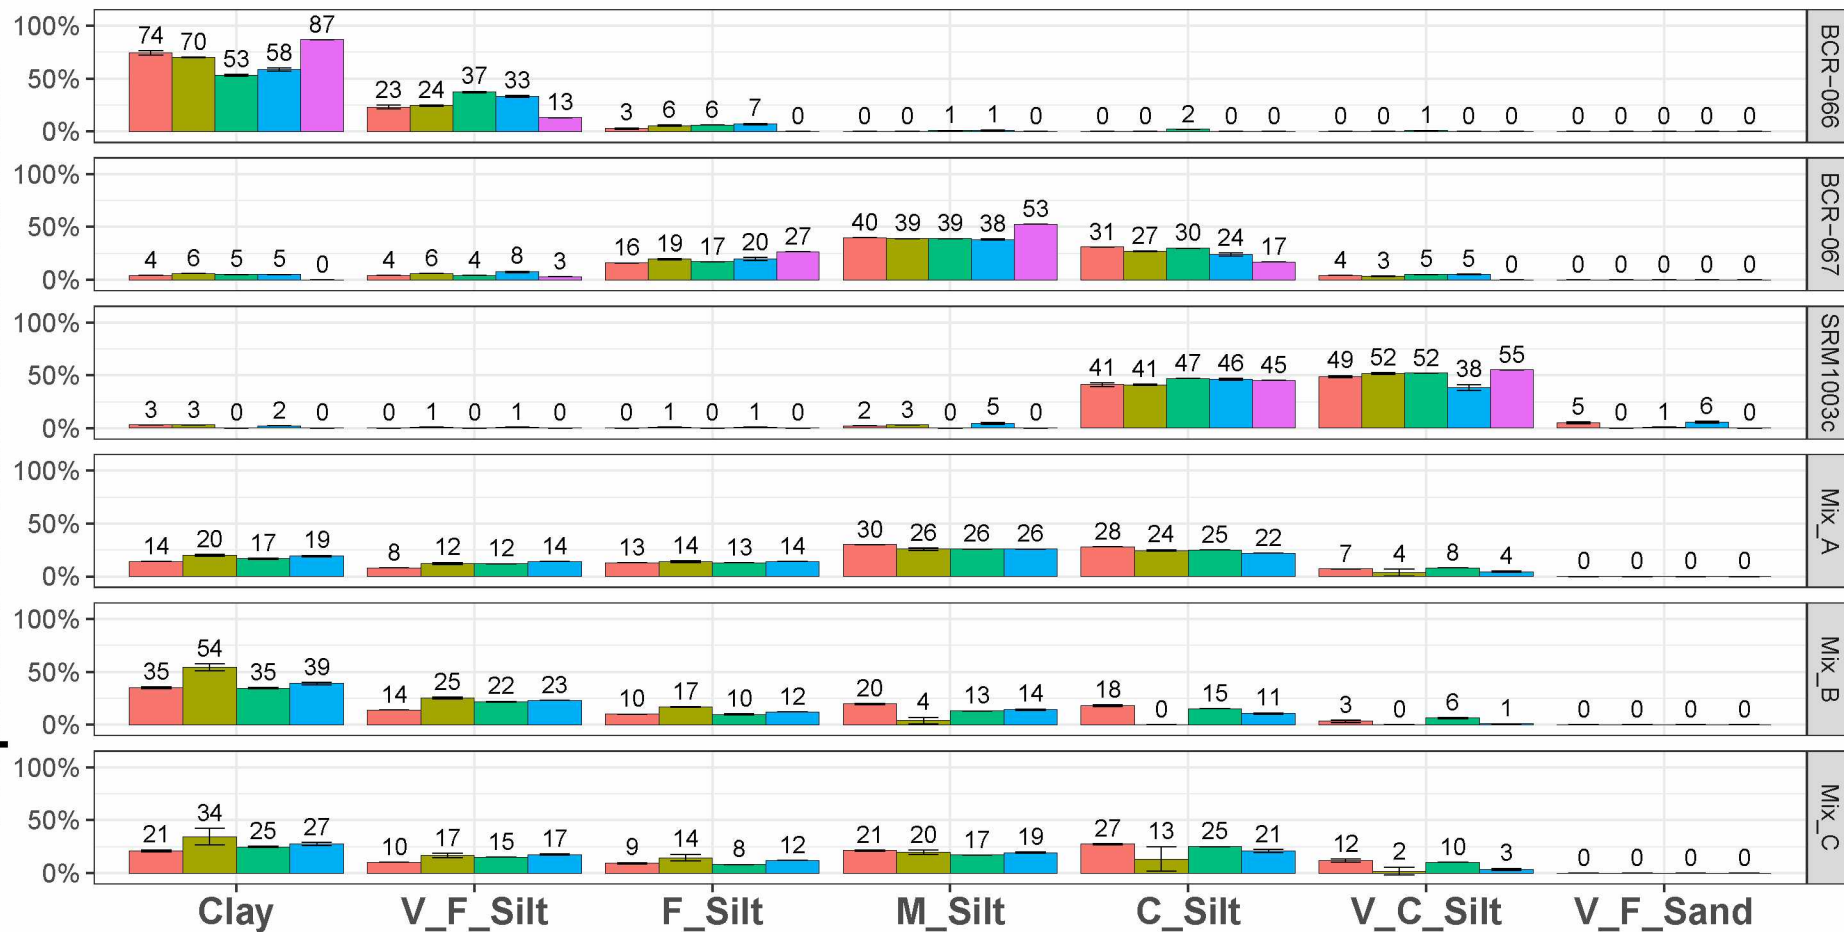 100% 50% 0%
74 70 53 58 87 23 24 37 33 13 3 6 6 7 0 0 0 1 1 0 0 0 2 0 0 0 0 1 0 0 0 0 0 0 0
BCR-066
100% 50% 0%
4 6 5 5 0 4 6 4 8 3 16 19 17 20 27 40 39 39 38 53 31 27 30 24 17 4 3 5 5 0 0 0 0 0 0
BCR-067
100% 50% 0%
3 3 0 2 0 0 1 0 1 0 0 1 0 1 0 2 3 0 5 0 41 41 47 46 45 49 52 52 38 55 5 0 1 6 0
SRM1003c
100% 50% 0%
14 20 17 19 8 12 12 14 13 14 13 14 30 26 26 26 28 24 25 22 7 4 8 4 0 0 0 0
Mix_A
100% 50% 0%
35 54 35 39 14 25 22 23 10 17 10 12 20 4 13 14 18 0 15 11 3 0 6 1 0 0 0 0
Mix_B
100% 50% 0%
21 34 25 27 10 17 15 17 9 14 8 12 21 20 17 19 27 13 25 21 12 2 10 3 0 0 0 0
Mix_C
Clay V_F_Silt F_Silt M_Silt C_Silt V_C_Silt V_F_Sand